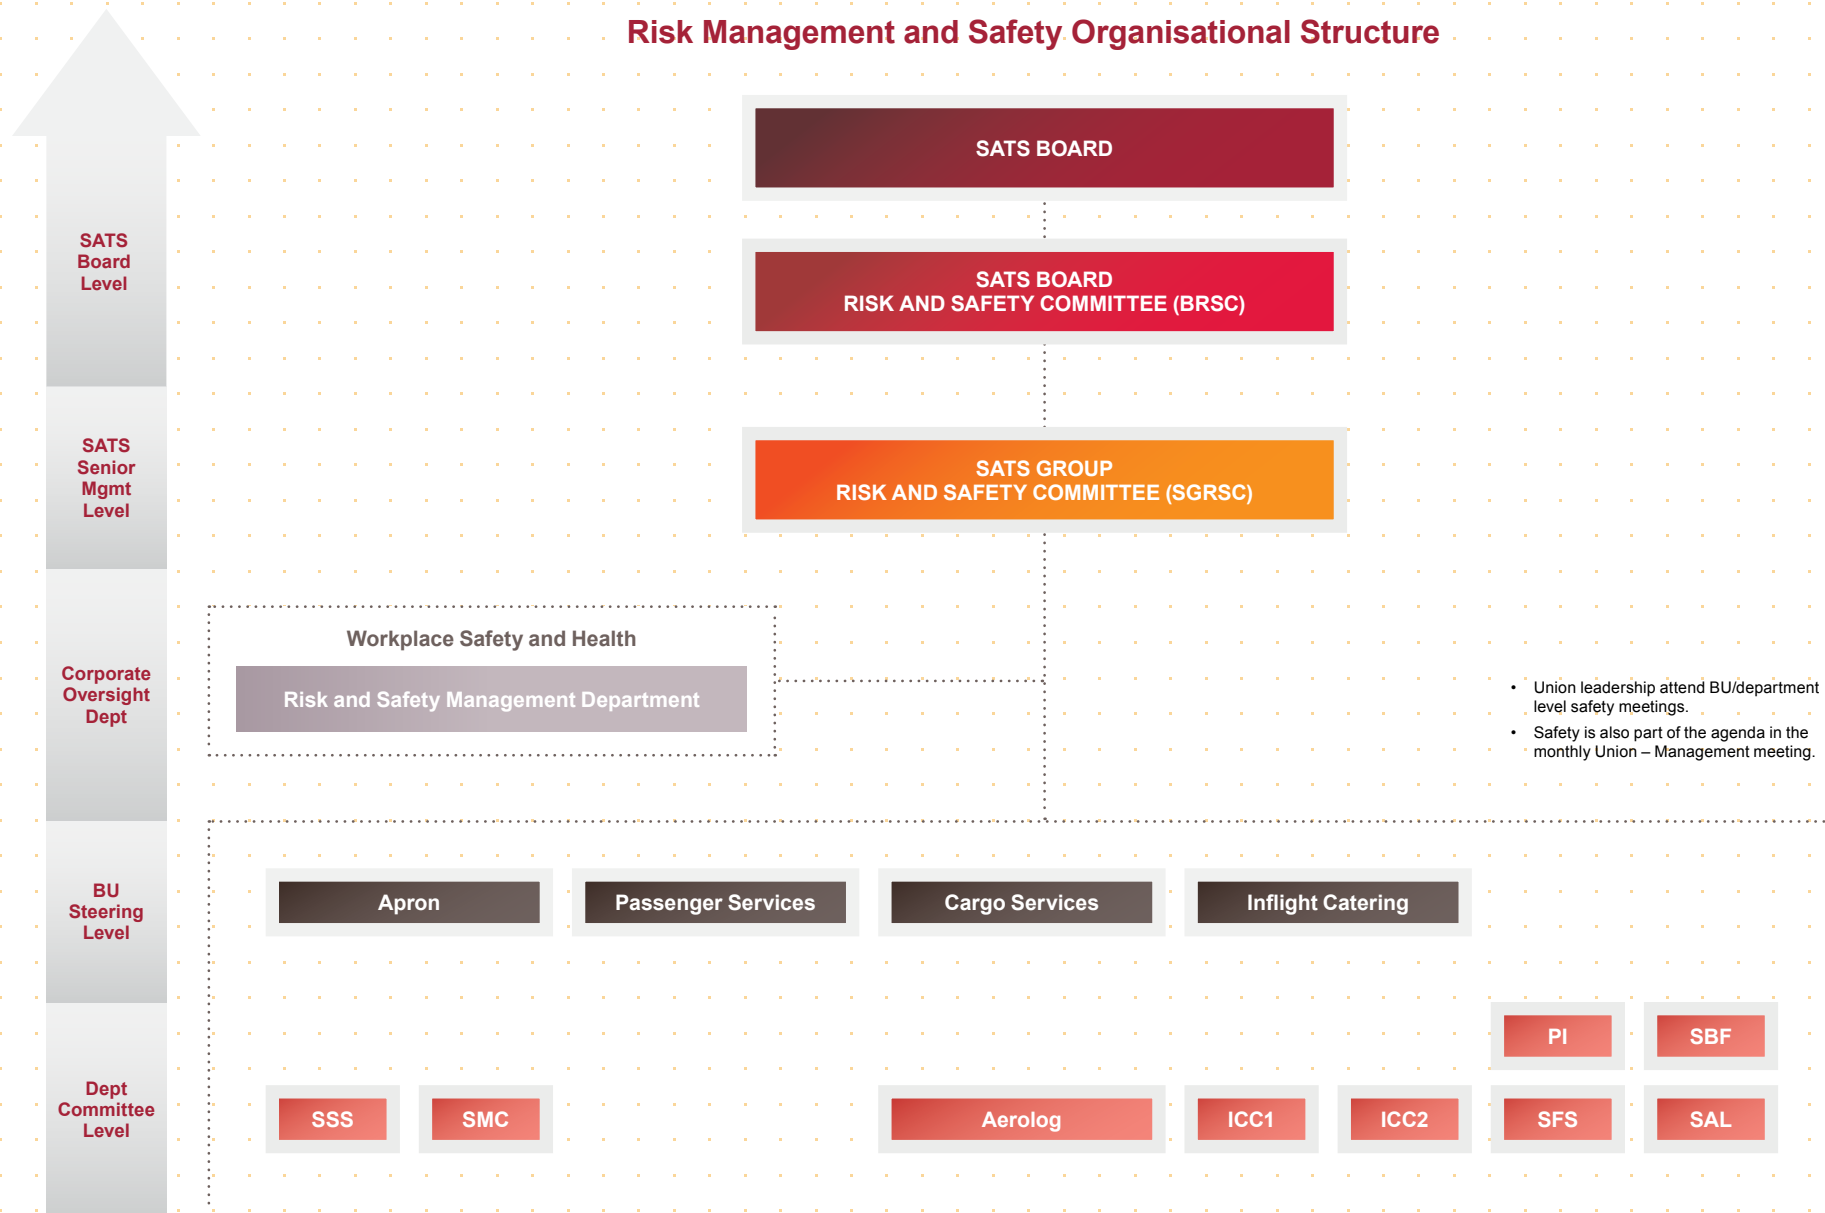 Risk Management and Safety Organisational Structure
SATS BOARD
SATS
Board
Level
SATS BOARD
RISK AND SAFETY COMMITTEE (BRSC)
SATS
Senior
Mgmt
Level
SATS GROUP
RISK AND SAFETY COMMITTEE (SGRSC)
Corporate
Oversight
Dept
Workplace Safety and Health
Risk and Safety Management Department
• Union leadership attend BU/department
level safety meetings.
• Safety is also part of the agenda in the
monthly Union – Management meeting.
BU
Steering
Level
Apron
Passenger Services
Cargo Services
Inflight Catering
Dept
Committee
Level
PI
SBF
SSS
SMC
Aerolog
ICC1
ICC2
SFS
SAL